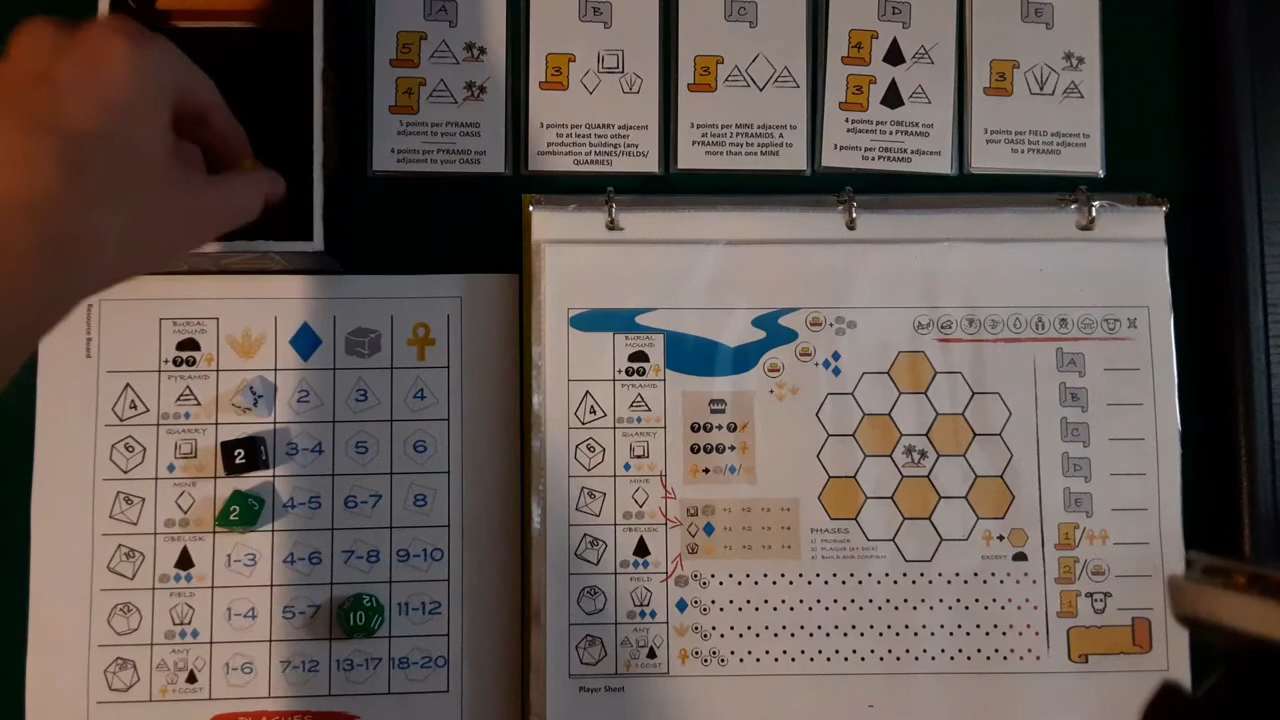 A
5
4
5 points per PYRAMID
adjacent to your OASIS
4 points per PYRAMID not
adjacent to your OASIS
B
3
3 points per QUARRY adjacent
to at least two other
production buildings (any
combination of MINES/FIELDS/
QUARRIES)
C
3
3 points per MINE adjacent to
at least 2 PYRAMIDS. A
PYRAMID may be applied to
more than one MINE
D
4
3
4 points per OBELISK not
adjacent to a PYRAMID
3 points per OBELISK adjacent
to a PYRAMID
E
3
3 points per FIELD adjacent to
your OASIS but not adjacent
to a PYRAMID
Resource Board
BURIAL
MOUND
+??/
4
PYRAMID
2
3
4
6
QUARRY
2
3-4
5
6
8
MINE
2
4-5
6-7
8
10
OBELISK
1-3
4-6
7-8
9-10
12
FIELD
1-4
5-7
10
12
11-12
20
ANY
+COST
1-6
7-12
13-17
18-20
PLAGUES
BURIAL
MOUND
+??/
4
PYRAMID
6
QUARRY
8
MINE
10
OBELISK
12
FIELD
20
ANY
+COST
+
+
+
+1 +2 +3 +4
+1 +2 +3 +4
+1 +2 +3 +4
PHASES
1) PRODUCE
2) PLAGUE (8+ DICE)
3) BUILD AND CONFIRM
EXCEPT
A
B
C
D
E
1/
2/
-1
Player Sheet